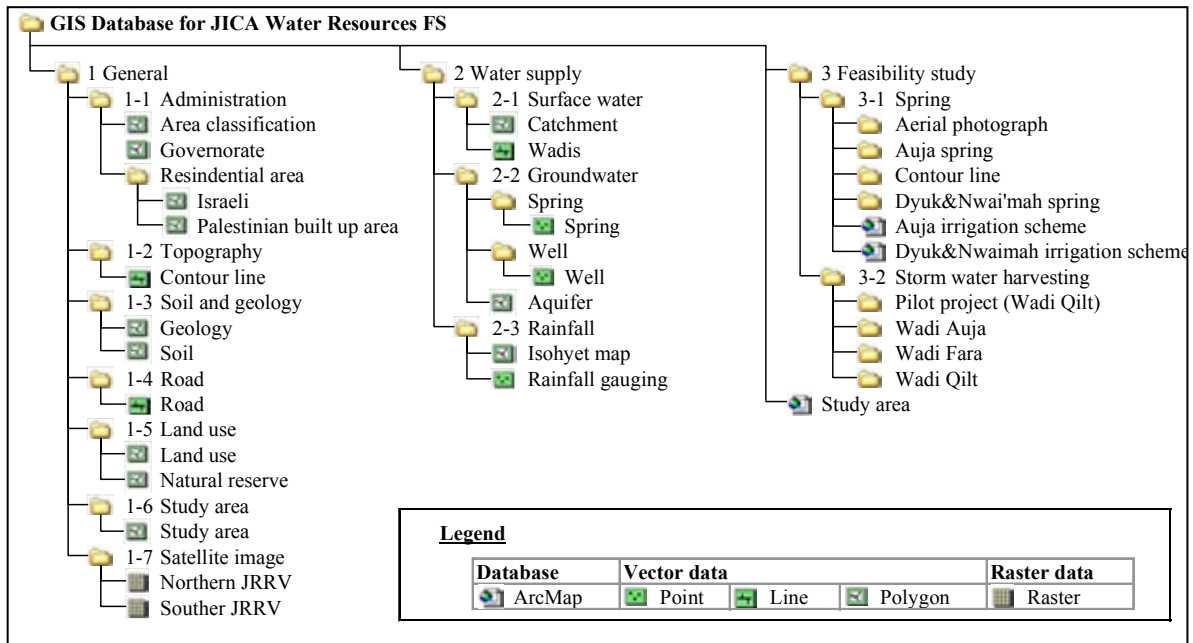 GIS Database for JICA Water Resources FS
1 General
1-1 Administration
Area classification
Governorate
Resindential area
Israeli
Palestinian built up area
1-2 Topography
Contour line
1-3 Soil and geology
Geology
Soil
1-4 Road
Road
1-5 Land use
Land use
Natural reserve
1-6 Study area
Study area
1-7 Satellite image
Northern JRRV
Souther JRRV
2 Water supply
2-1 Surface water
Catchment
Wadis
2-2 Groundwater
Spring
Spring
Well
Well
Aquifer
2-3 Rainfall
Isohyet map
Rainfall gauging
3 Feasibility study
3-1 Spring
Aerial photograph
Auja spring
Contour line
Dyuk&Nwai'mah spring
Auja irrigation scheme
Dyuk&Nwaimah irrigation scheme
3-2 Storm water harvesting
Pilot project (Wadi Qilt)
Wadi Auja
Wadi Fara
Wadi Qilt
Study area
Legend
Database Vector data Raster data
ArcMap Point Line Polygon Raster